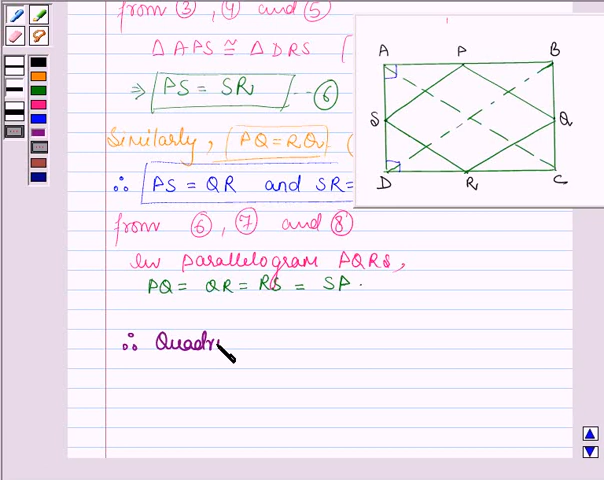 from ③, ④ and ⑤
△ APS ≅ △ DRS (
⇒ PS = SR -- ⑥
Similarly, PQ = RQ (
∴ PS = QR and SR =
from ⑥, ⑦ and ⑧
In parallelogram PQRS,
PQ = QR = RS = SP.
∴ Quadr
A P B
S Q
D R C